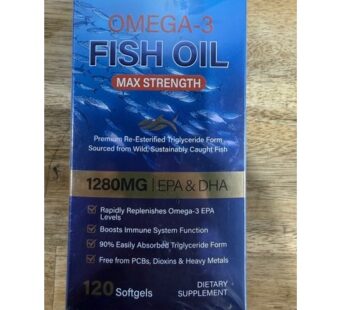 OMEGA-3
FISH OIL
MAX STRENGTH
Premium Re-Esterified Triglyceride Form
Sourced from Wild, Sustainably Caught Fish
1280MG | EPA & DHA
Rapidly Replenishes Omega-3 EPA
Levels
Boosts Immune System Function
90% Easily Absorbed Triglyceride Form
Free from PCBs, Dioxins & Heavy Metals
120 Softgels
DIETARY
SUPPLEMENT